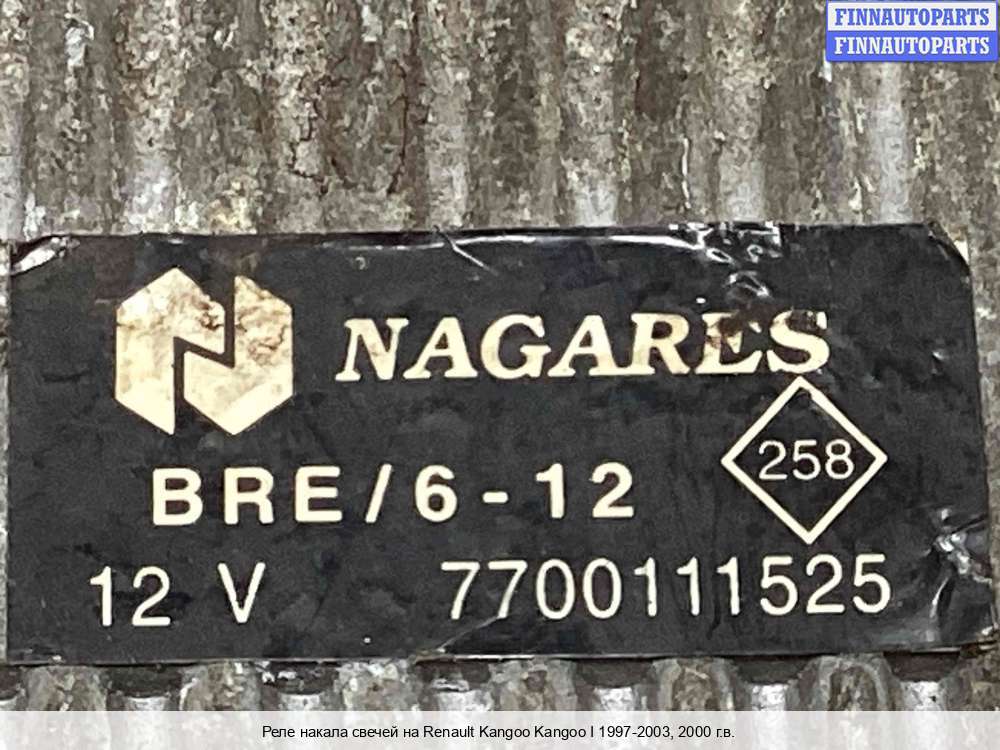 FINNAUTOPARTS
FINNAUTOPARTS
NAGARES
258
BRE/6-12
12 V 7700111525
Реле накала свечей на Renault Kangoo Kangoo I 1997-2003, 2000 г.в.